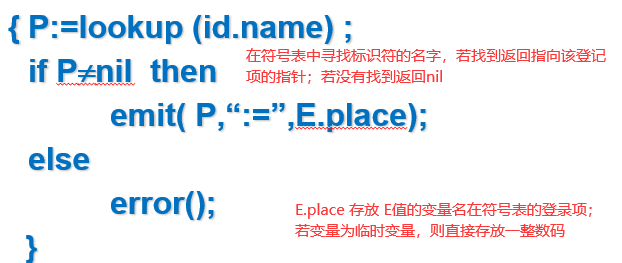 { P:=lookup (id.name) ;
在符号表中寻找标识符的名字，若找到返回指向该登记
项的指针；若没有找到返回nil
if P≠nil then
emit( P,“:=”,E.place);
else
error();
E.place 存放 E值的变量名在符号表的登录项；
若变量为临时变量，则直接存放一整数码
}